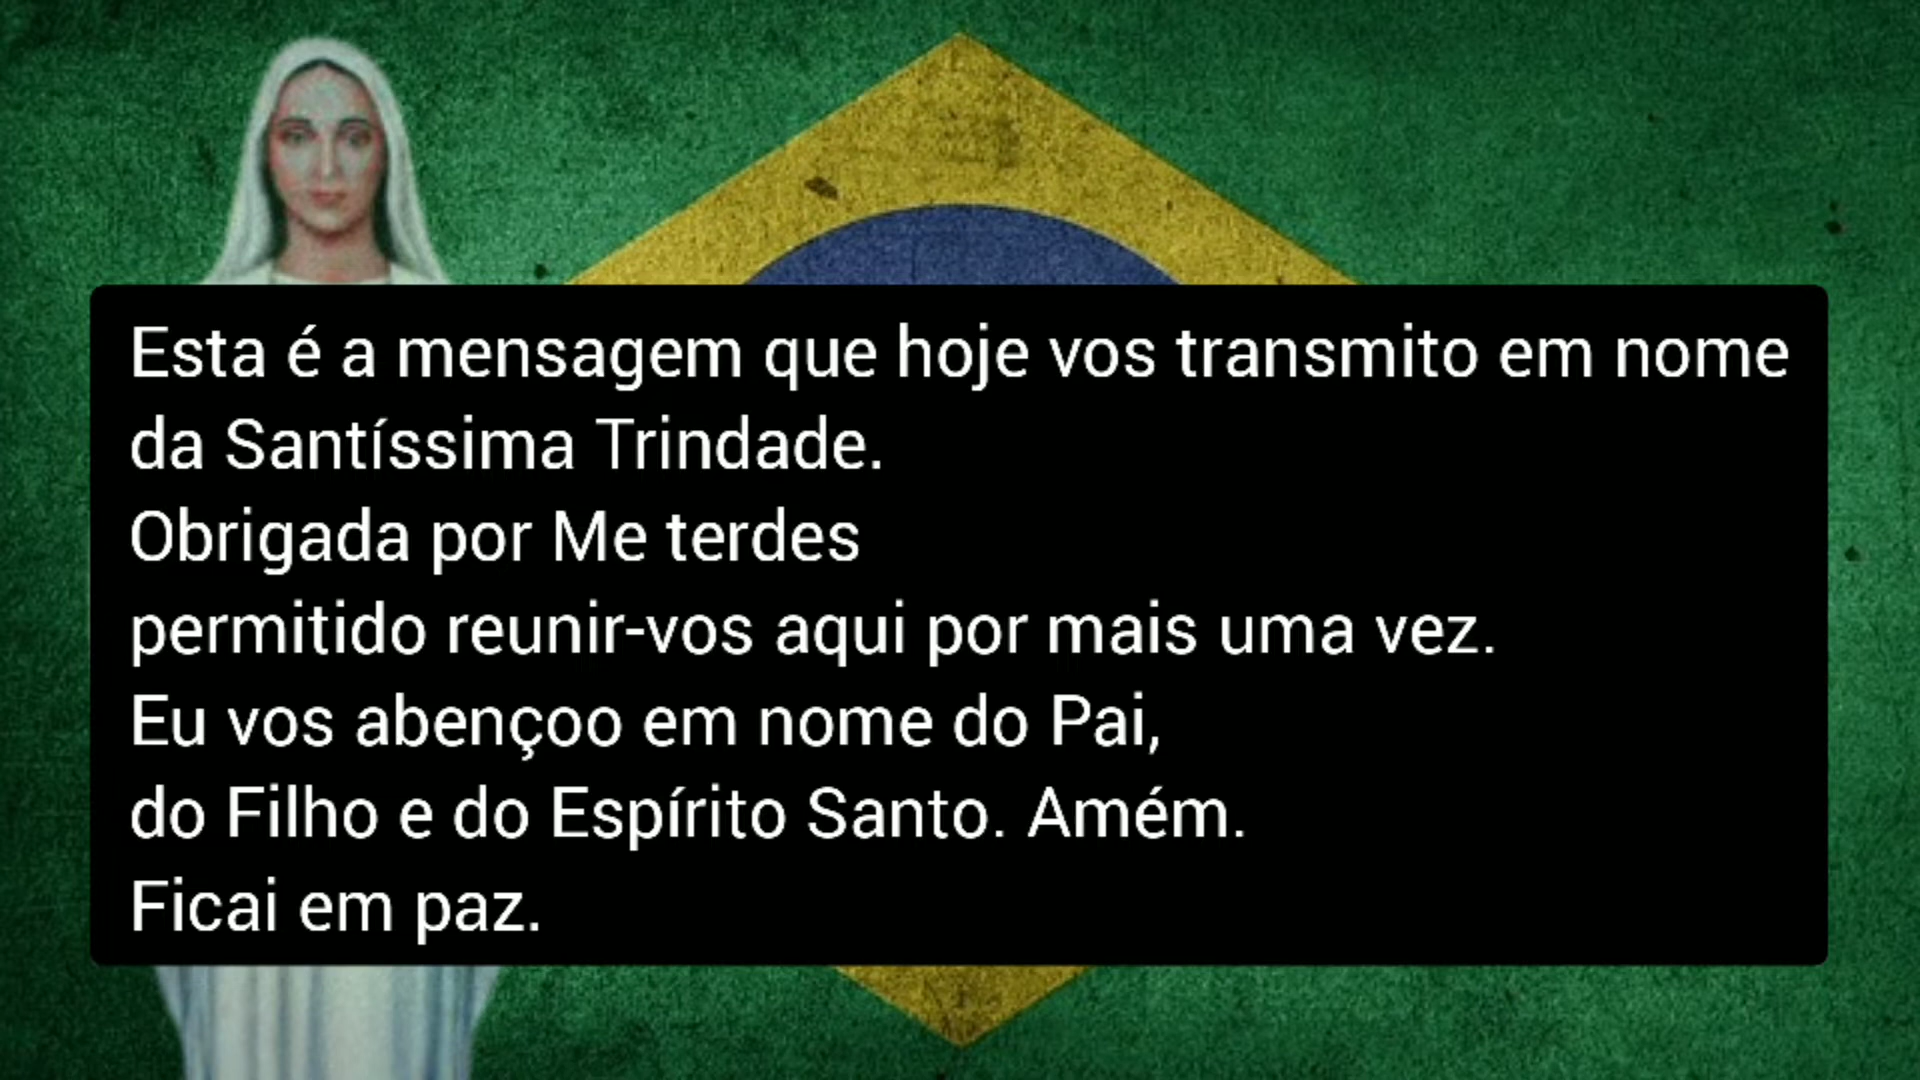 Esta é a mensagem que hoje vos transmito em nome
da Santíssima Trindade.
Obrigada por Me terdes
permitido reunir-vos aqui por mais uma vez.
Eu vos abençoo em nome do Pai,
do Filho e do Espírito Santo. Amém.
Ficai em paz.